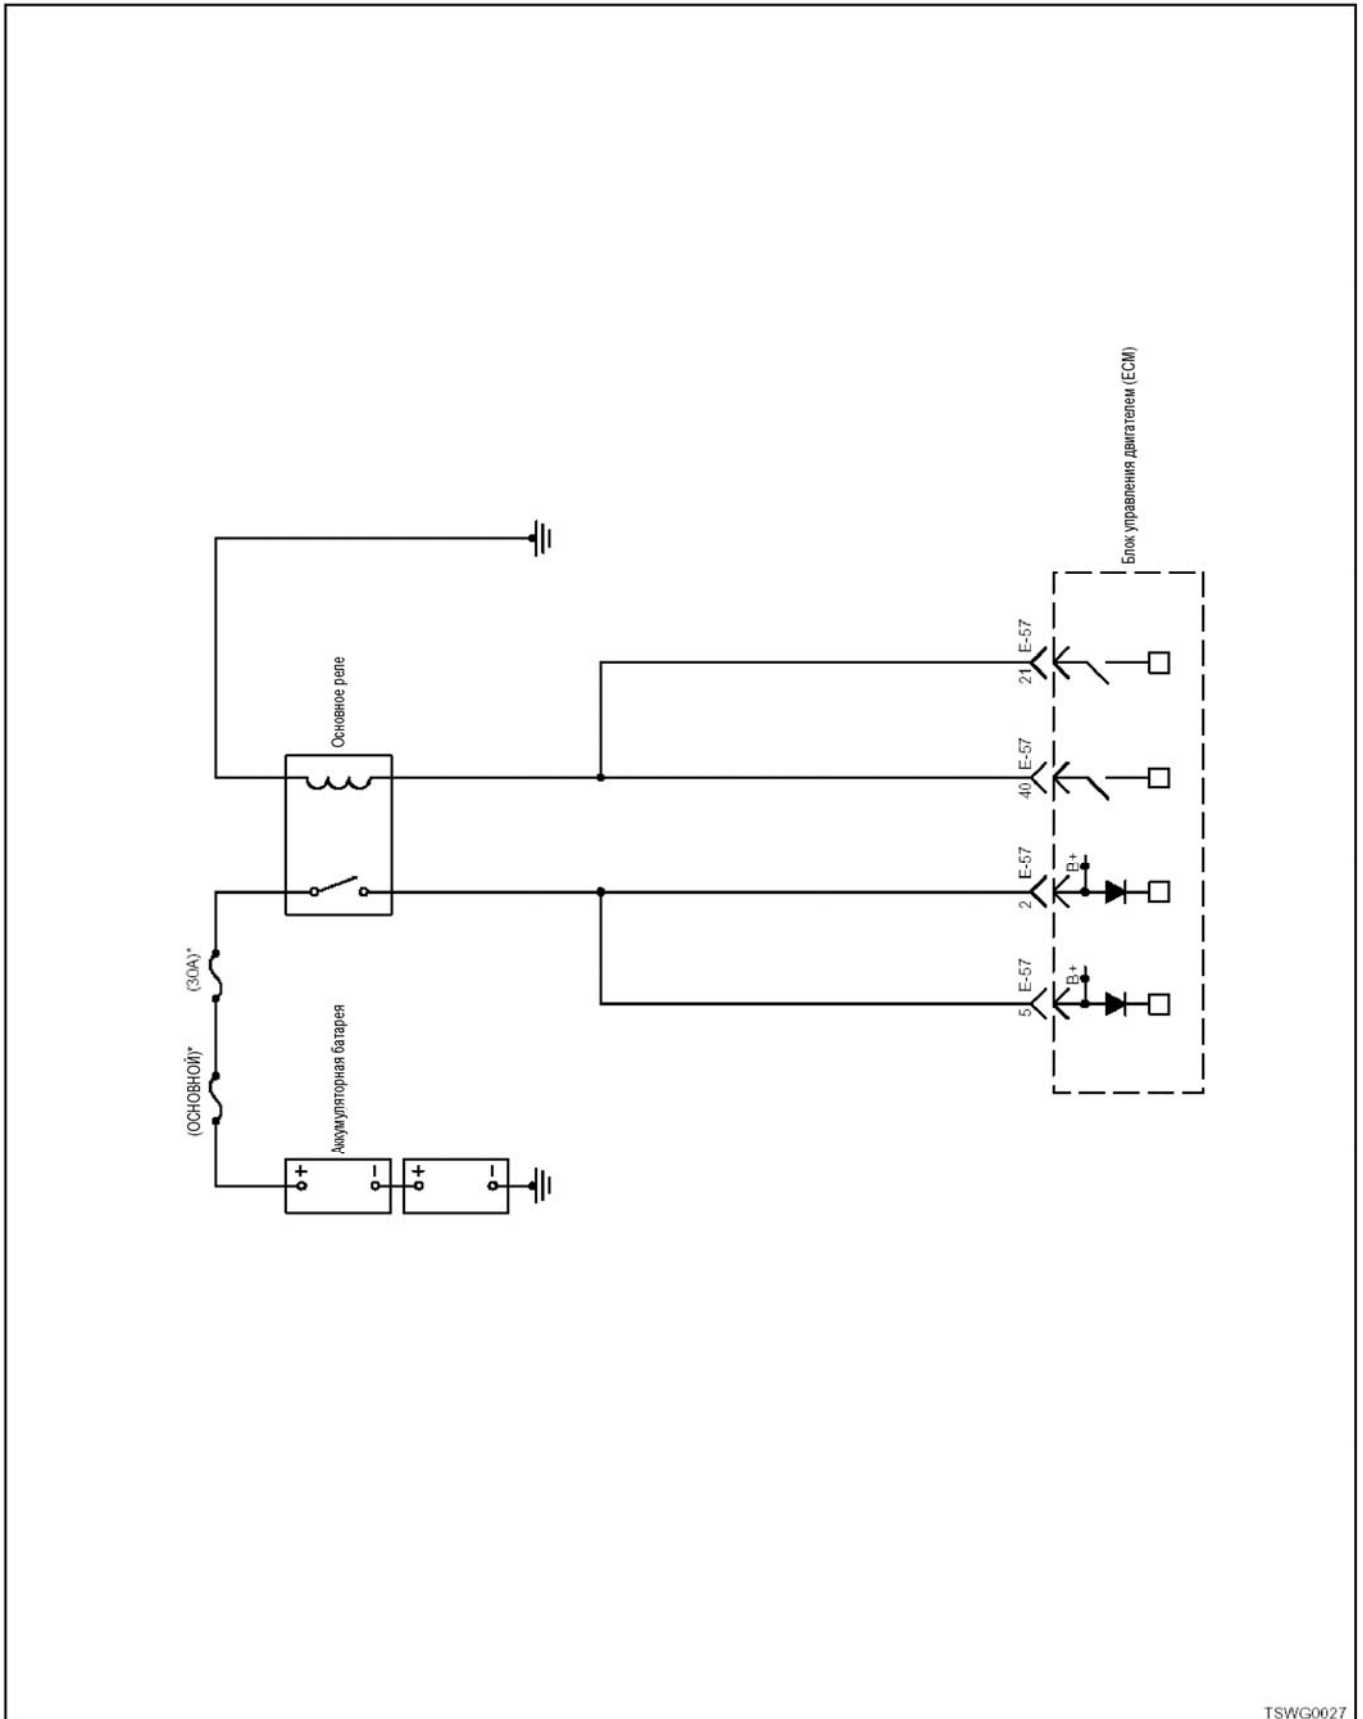 Блок управления двигателем (ECM)
E-57
21
Основное реле
E-57
40
E-57
2
B+
(30A)*
E-57
5
B+
Аккумуляторная батарея
(ОСНОВНОЙ)*
+
−
+
−
TSWG0027